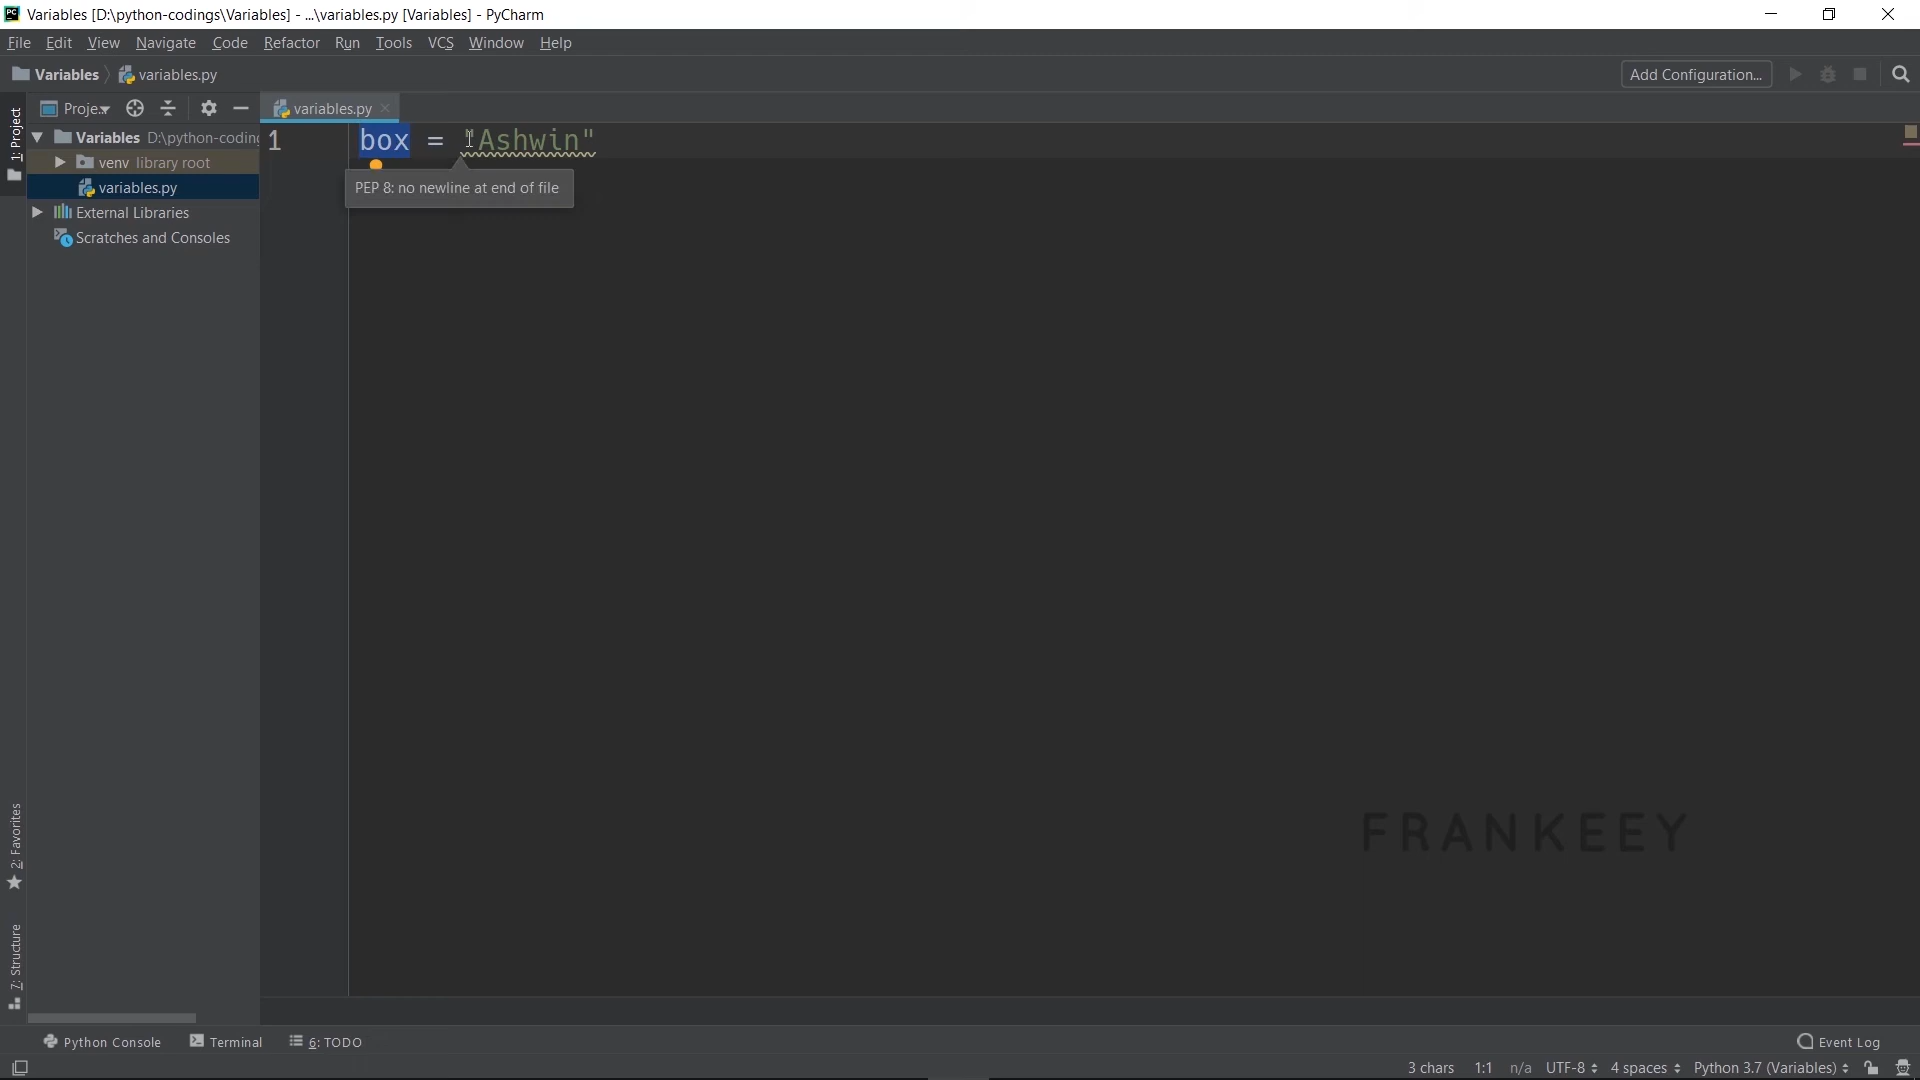 PC Variables [D:\python-codings\Variables] - ...\variables.py [Variables] - PyCharm
File Edit View Navigate Code Refactor Run Tools VCS Window Help
Variables variables.py Add Configuration...
1: Project
Proje... variables.py
Variables D:\python-coding
1 box = "Ashwin"
venv library root
PEP 8: no newline at end of file
variables.py
External Libraries
Scratches and Consoles
FRANKEEY
2: Favorites
7: Structure
Python Console Terminal 6: TODO Event Log
3 chars 1:1 n/a UTF-8 4 spaces Python 3.7 (Variables)